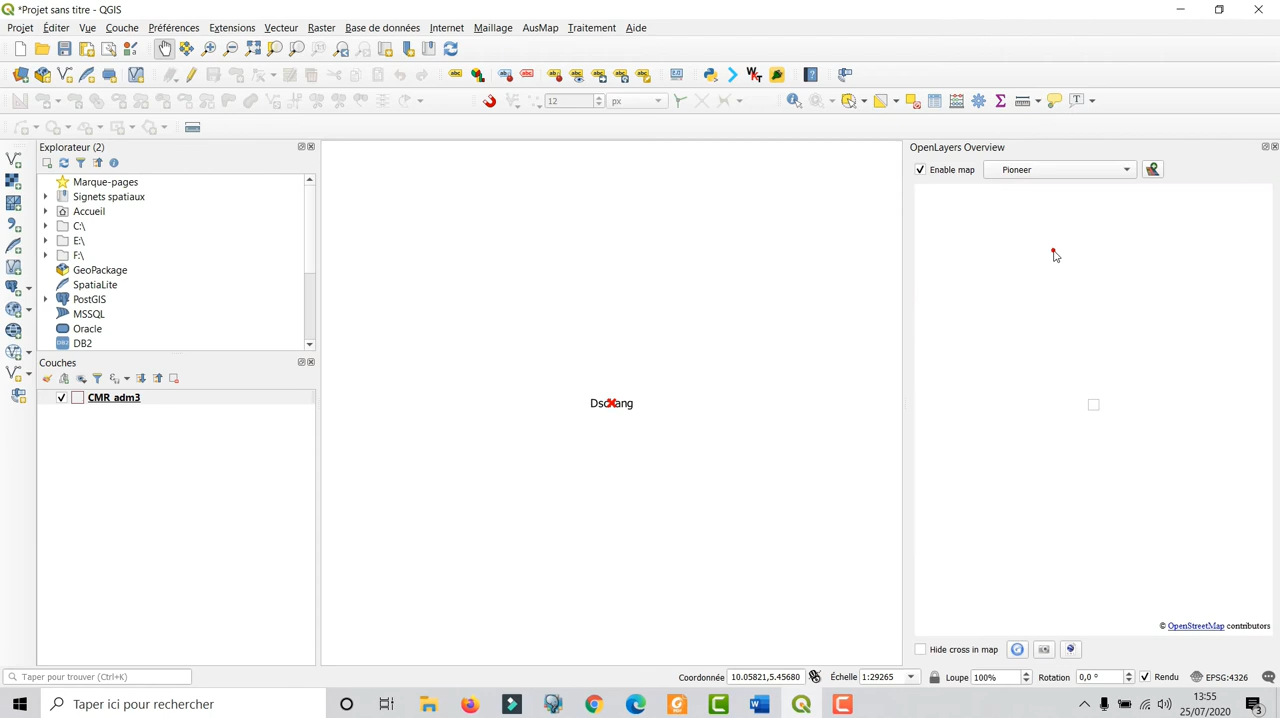 *Projet sans titre - QGIS
Projet Éditer Vue Couche Préférences Extensions Vecteur Raster Base de données Internet Maillage AusMap Traitement Aide
12 px
Explorateur (2)
Marque-pages
Signets spatiaux
Accueil
C:\
E:\
F:\
GeoPackage
SpatiaLite
PostGIS
MSSQL
Oracle
DB2
Couches
CMR_adm3
OpenLayers Overview
Enable map Pioneer
© OpenStreetMap contributors
Hide cross in map
Taper pour trouver (Ctrl+K)
Coordonnée 10.05821,5.45680 Échelle 1:29265 Loupe 100% Rotation 0,0 ° Rendu EPSG:4326
Taper ici pour rechercher
13:55
25/07/2020
3